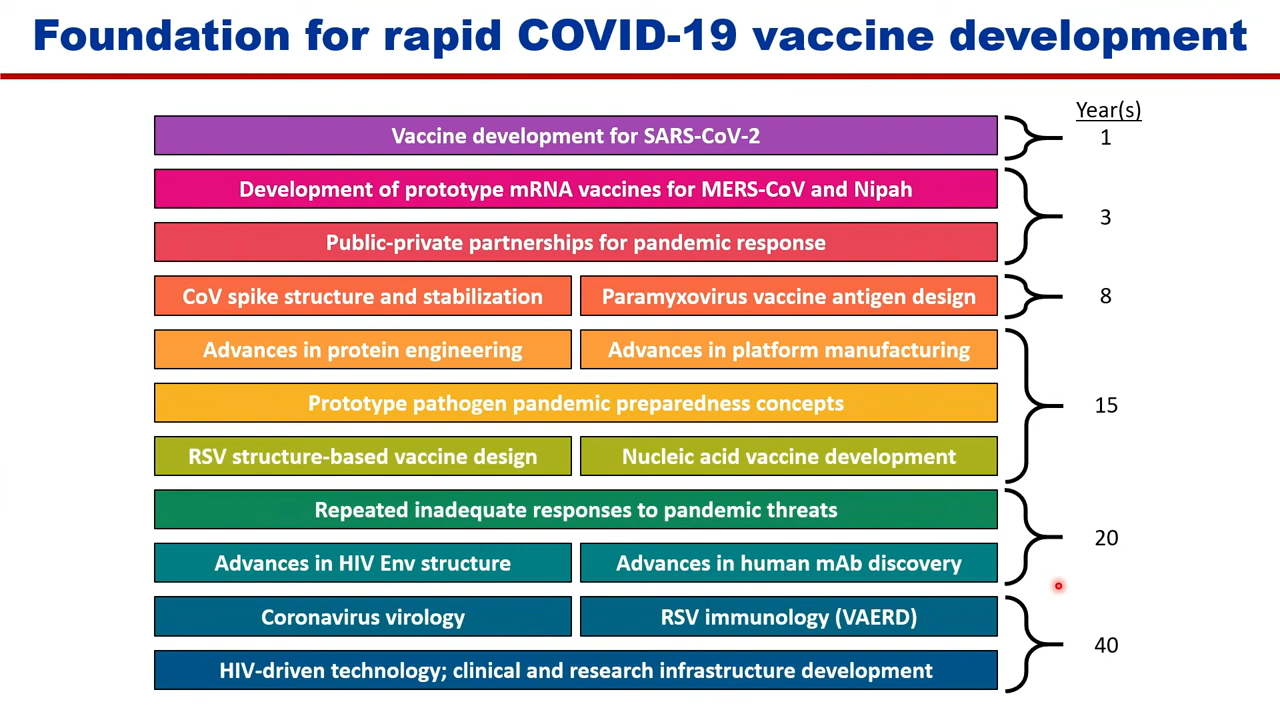 Foundation for rapid COVID-19 vaccine development
Year(s)
Vaccine development for SARS-CoV-2
1
Development of prototype mRNA vaccines for MERS-CoV and Nipah
Public-private partnerships for pandemic response
3
CoV spike structure and stabilization
Paramyxovirus vaccine antigen design
8
Advances in protein engineering
Advances in platform manufacturing
Prototype pathogen pandemic preparedness concepts
15
RSV structure-based vaccine design
Nucleic acid vaccine development
Repeated inadequate responses to pandemic threats
20
Advances in HIV Env structure
Advances in human mAb discovery
Coronavirus virology
RSV immunology (VAERD)
40
HIV-driven technology; clinical and research infrastructure development